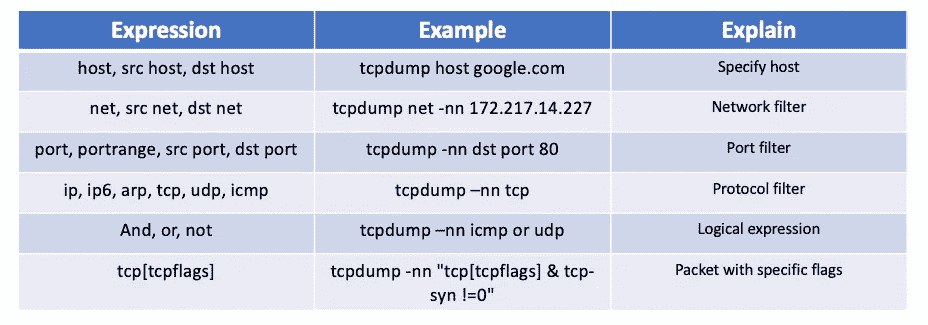 Expression Example Explain
host, src host, dst host tcpdump host google.com Specify host
net, src net, dst net tcpdump net -nn 172.217.14.227 Network filter
port, portrange, src port, dst port tcpdump -nn dst port 80 Port filter
ip, ip6, arp, tcp, udp, icmp tcpdump –nn tcp Protocol filter
And, or, not tcpdump –nn icmp or udp Logical expression
tcp[tcpflags] tcpdump -nn "tcp[tcpflags] & tcp- Packet with specific flags
syn !=0"